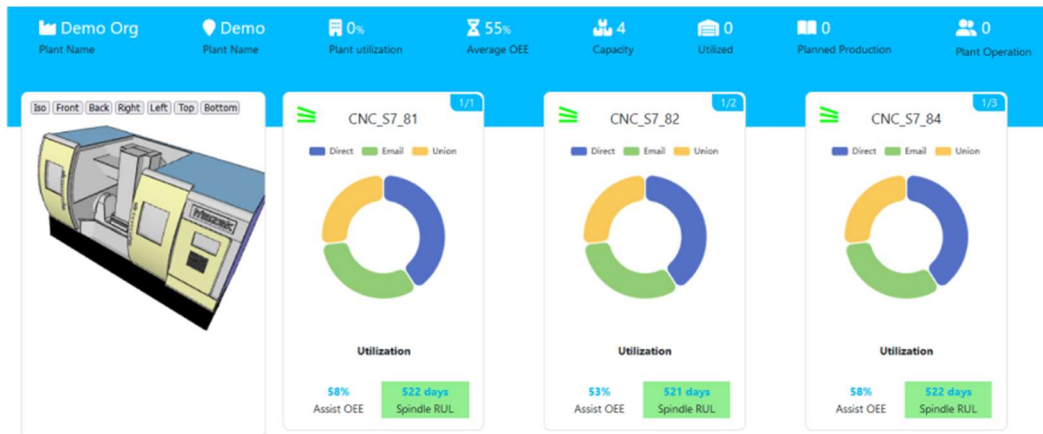 Demo Org
Plant Name
Demo
Plant Name
0%
Plant utilization
55%
Average OEE
4
Capacity
0
Utilized
0
Planned Production
0
Plant Operation
Iso Front Back Right Left Top Bottom
1/1
CNC_S7_81
Direct Email Union
Utilization
58%
Assist OEE
522 days
Spindle RUL
1/2
CNC_S7_82
Direct Email Union
Utilization
53%
Assist OEE
521 days
Spindle RUL
1/3
CNC_S7_84
Direct Email Union
Utilization
58%
Assist OEE
522 days
Spindle RUL